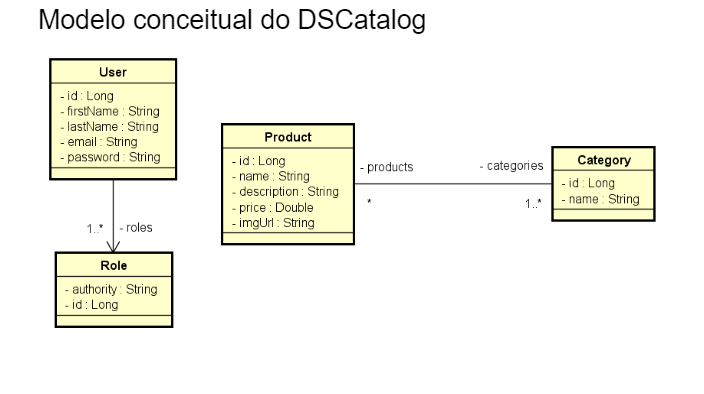 Modelo conceitual do DSCatalog
User
- id : Long
- firstName : String
- lastName : String
- email : String
- password : String
1..*
- roles
Role
- authority : String
- id : Long
Product
- id : Long
- name : String
- description : String
- price : Double
- imgUrl : String
- products
*
- categories
1..*
Category
- id : Long
- name : String